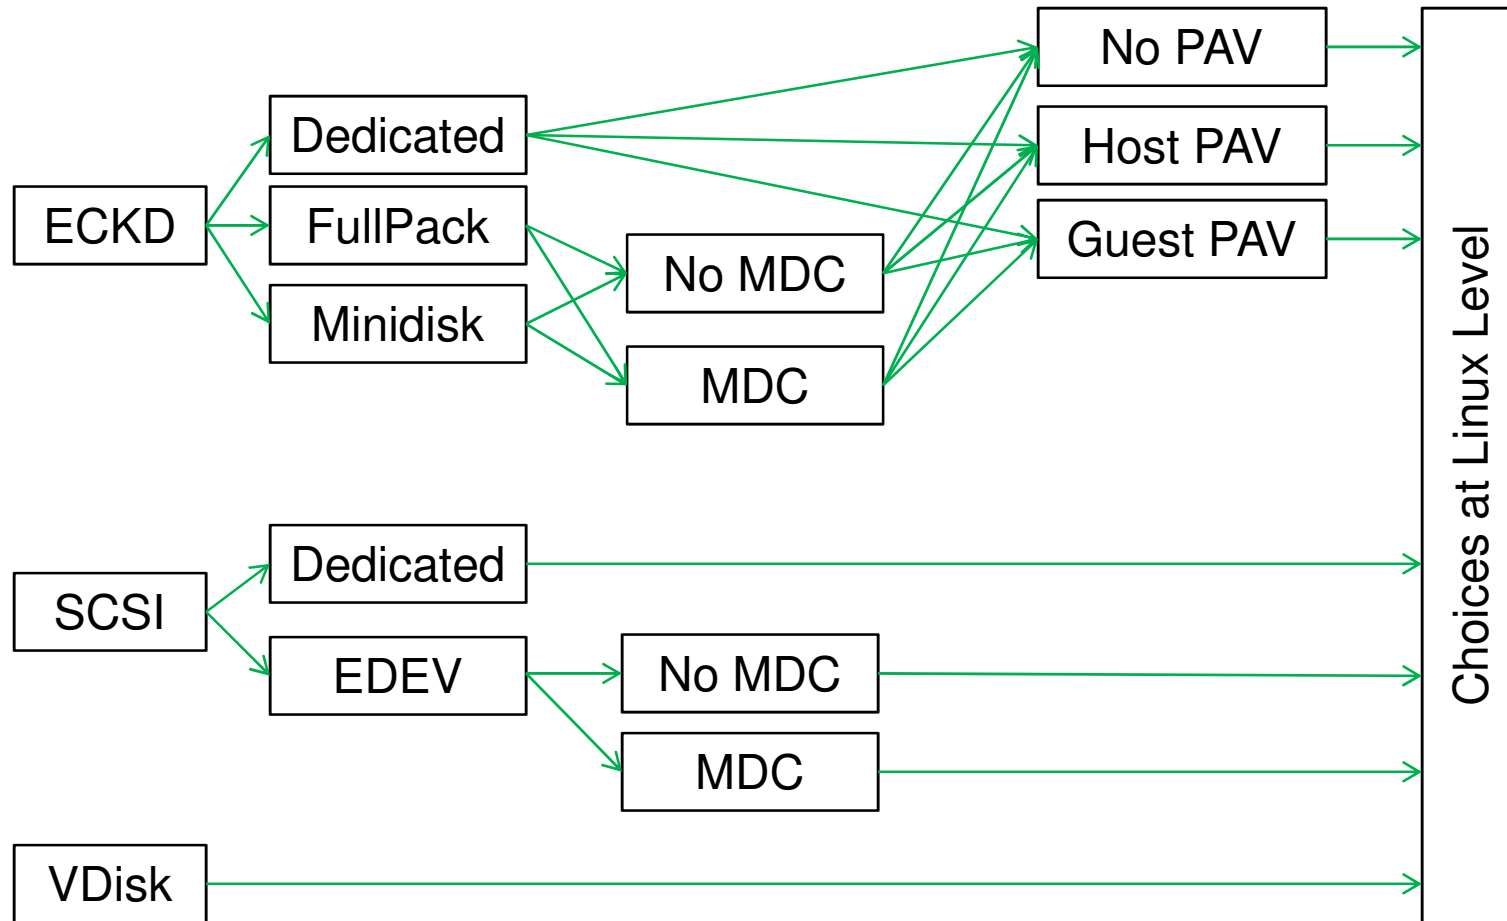 No PAV
Dedicated
Host PAV
ECKD
FullPack
Guest PAV
No MDC
Minidisk
MDC
Choices at Linux Level
Dedicated
SCSI
EDEV
No MDC
MDC
VDisk